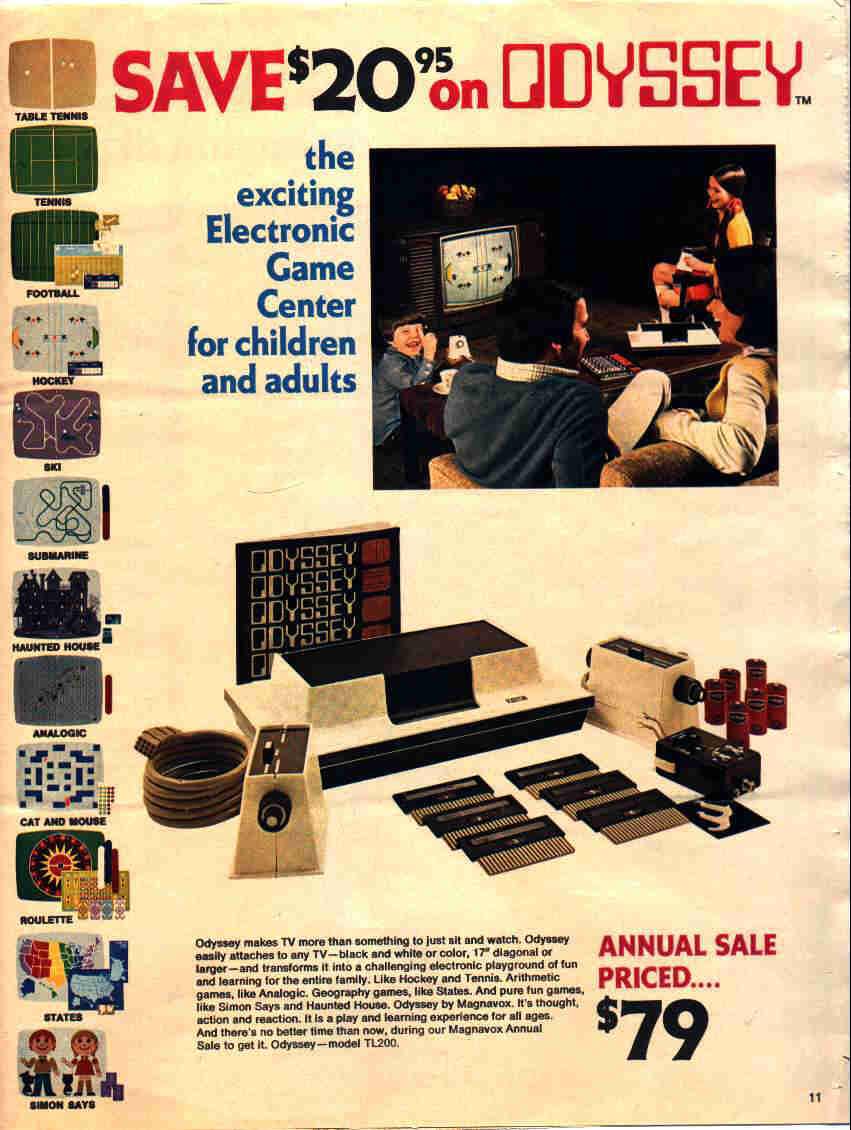 SAVE $20.95 on ODYSSEY™
the
exciting
Electronic
Game
Center
for children
and adults
TABLE TENNIS
TENNIS
FOOTBALL
HOCKEY
SKI
SUBMARINE
HAUNTED HOUSE
ANALOGIC
CAT AND MOUSE
ROULETTE
STATES
SIMON SAYS
ODYSSEY
ODYSSEY
ODYSSEY
ODYSSEY
Odyssey makes TV more than something to just sit and watch. Odyssey
easily attaches to any TV—black and white or color, 17" diagonal or
larger—and transforms it into a challenging electronic playground of fun
and learning for the entire family. Like Hockey and Tennis. Arithmetic
games, like Analogic. Geography games, like States. And pure fun games,
like Simon Says and Haunted House. Odyssey by Magnavox. It's thought,
action and reaction. It is a play and learning experience for all ages.
And there's no better time than now, during our Magnavox Annual
Sale to get it. Odyssey—model TL200.
ANNUAL SALE
PRICED....
$79
11